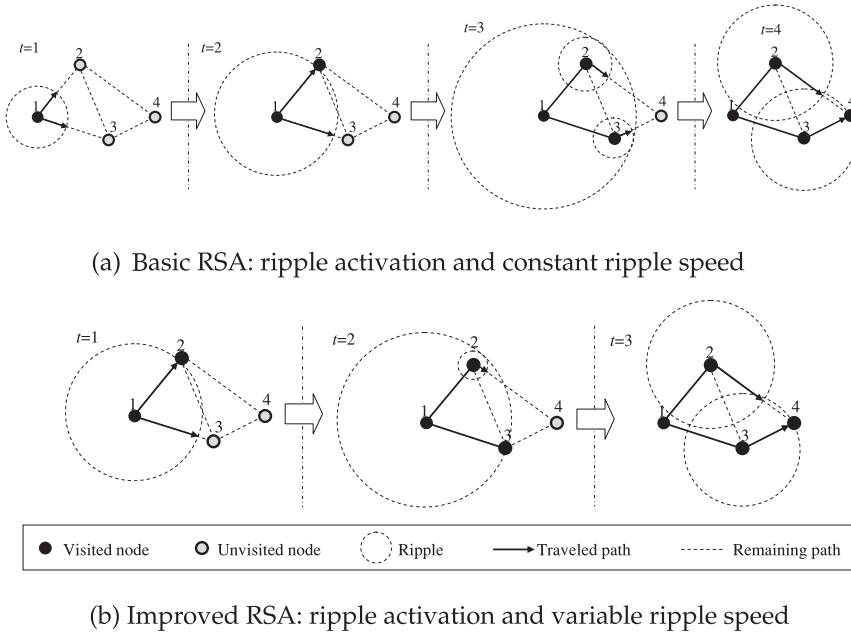 t=1
2
1
3
4
t=2
2
1
3
4
t=3
2
1
3
4
t=4
2
1
3
4
(a) Basic RSA: ripple activation and constant ripple speed
t=1
2
1
3
4
t=2
2
1
3
4
t=3
2
1
3
4
Visited node Unvisited node Ripple Traveled path Remaining path
(b) Improved RSA: ripple activation and variable ripple speed